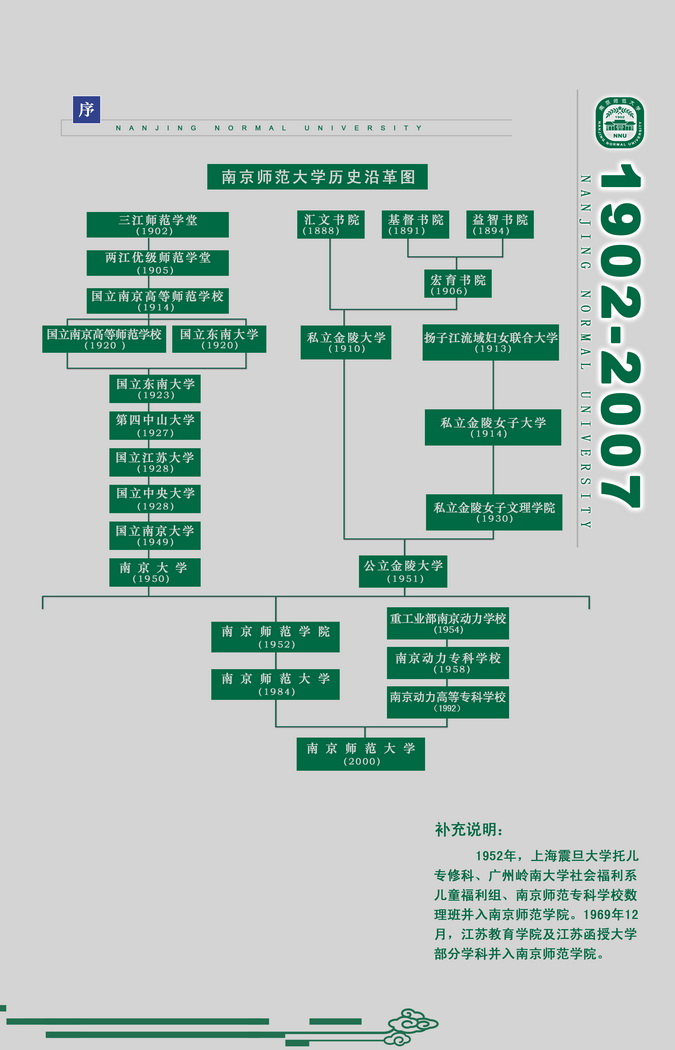 序
NANJING NORMAL UNIVERSITY
南京师范大学历史沿革图
三江师范学堂
(1902)
两江优级师范学堂
(1905)
国立南京高等师范学校
(1914)
国立南京高等师范学校
(1920 )
国立东南大学
(1920)
国立东南大学
(1923)
第四中山大学
(1927)
国立江苏大学
(1928)
国立中央大学
(1928)
国立南京大学
(1949)
南京大学
(1950)
汇文书院
(1888)
基督书院
(1891)
益智书院
(1894)
宏育书院
(1906)
私立金陵大学
(1910)
扬子江流域妇女联合大学
(1913)
私立金陵女子大学
(1914)
私立金陵女子文理学院
(1930)
公立金陵大学
(1951)
南京师范学院
(1952)
南京师范大学
(1984)
重工业部南京动力学校
(1954)
南京动力专科学校
(1958)
南京动力高等专科学校
(1992)
南京师范大学
(2000)
补充说明：
1952年，上海震旦大学托儿
专修科、广州岭南大学社会福利系
儿童福利组、南京师范专科学校数
理班并入南京师范学院。1969年12
月，江苏教育学院及江苏函授大学
部分学科并入南京师范学院。
南京师范大学
1902
NNU
NANJING NORMAL UNIVERSITY
1902-2007
NANJING NORMAL UNIVERSITY